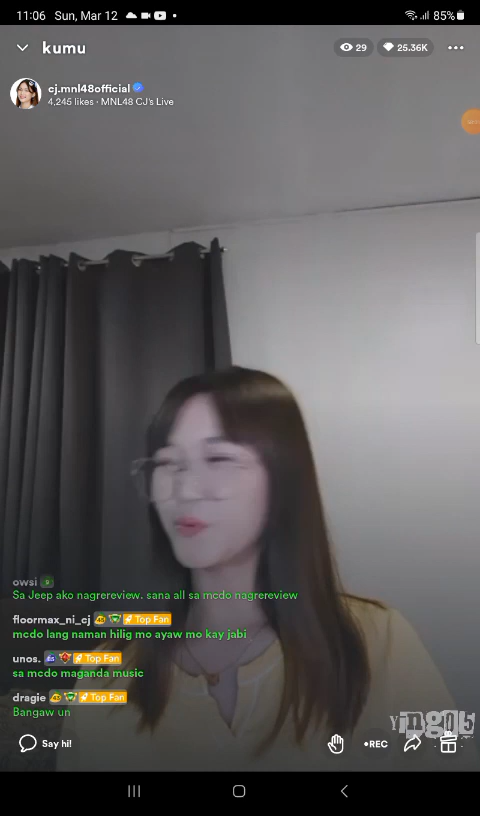 11:06 Sun, Mar 12 85%
kumu 29 25.36K
cj.mnl48official
4,245 likes · MNL48 CJ's Live
owsi 9
Sa Jeep ako nagrereview. sana all sa mcdo nagrereview
floormax_ni_cj Top Fan
mcdo lang naman hilig mo ayaw mo kay jabi
unos. Top Fan
sa mcdo maganda music
dragie Top Fan
Bangaw un
Yingo15
Say hi! •REC